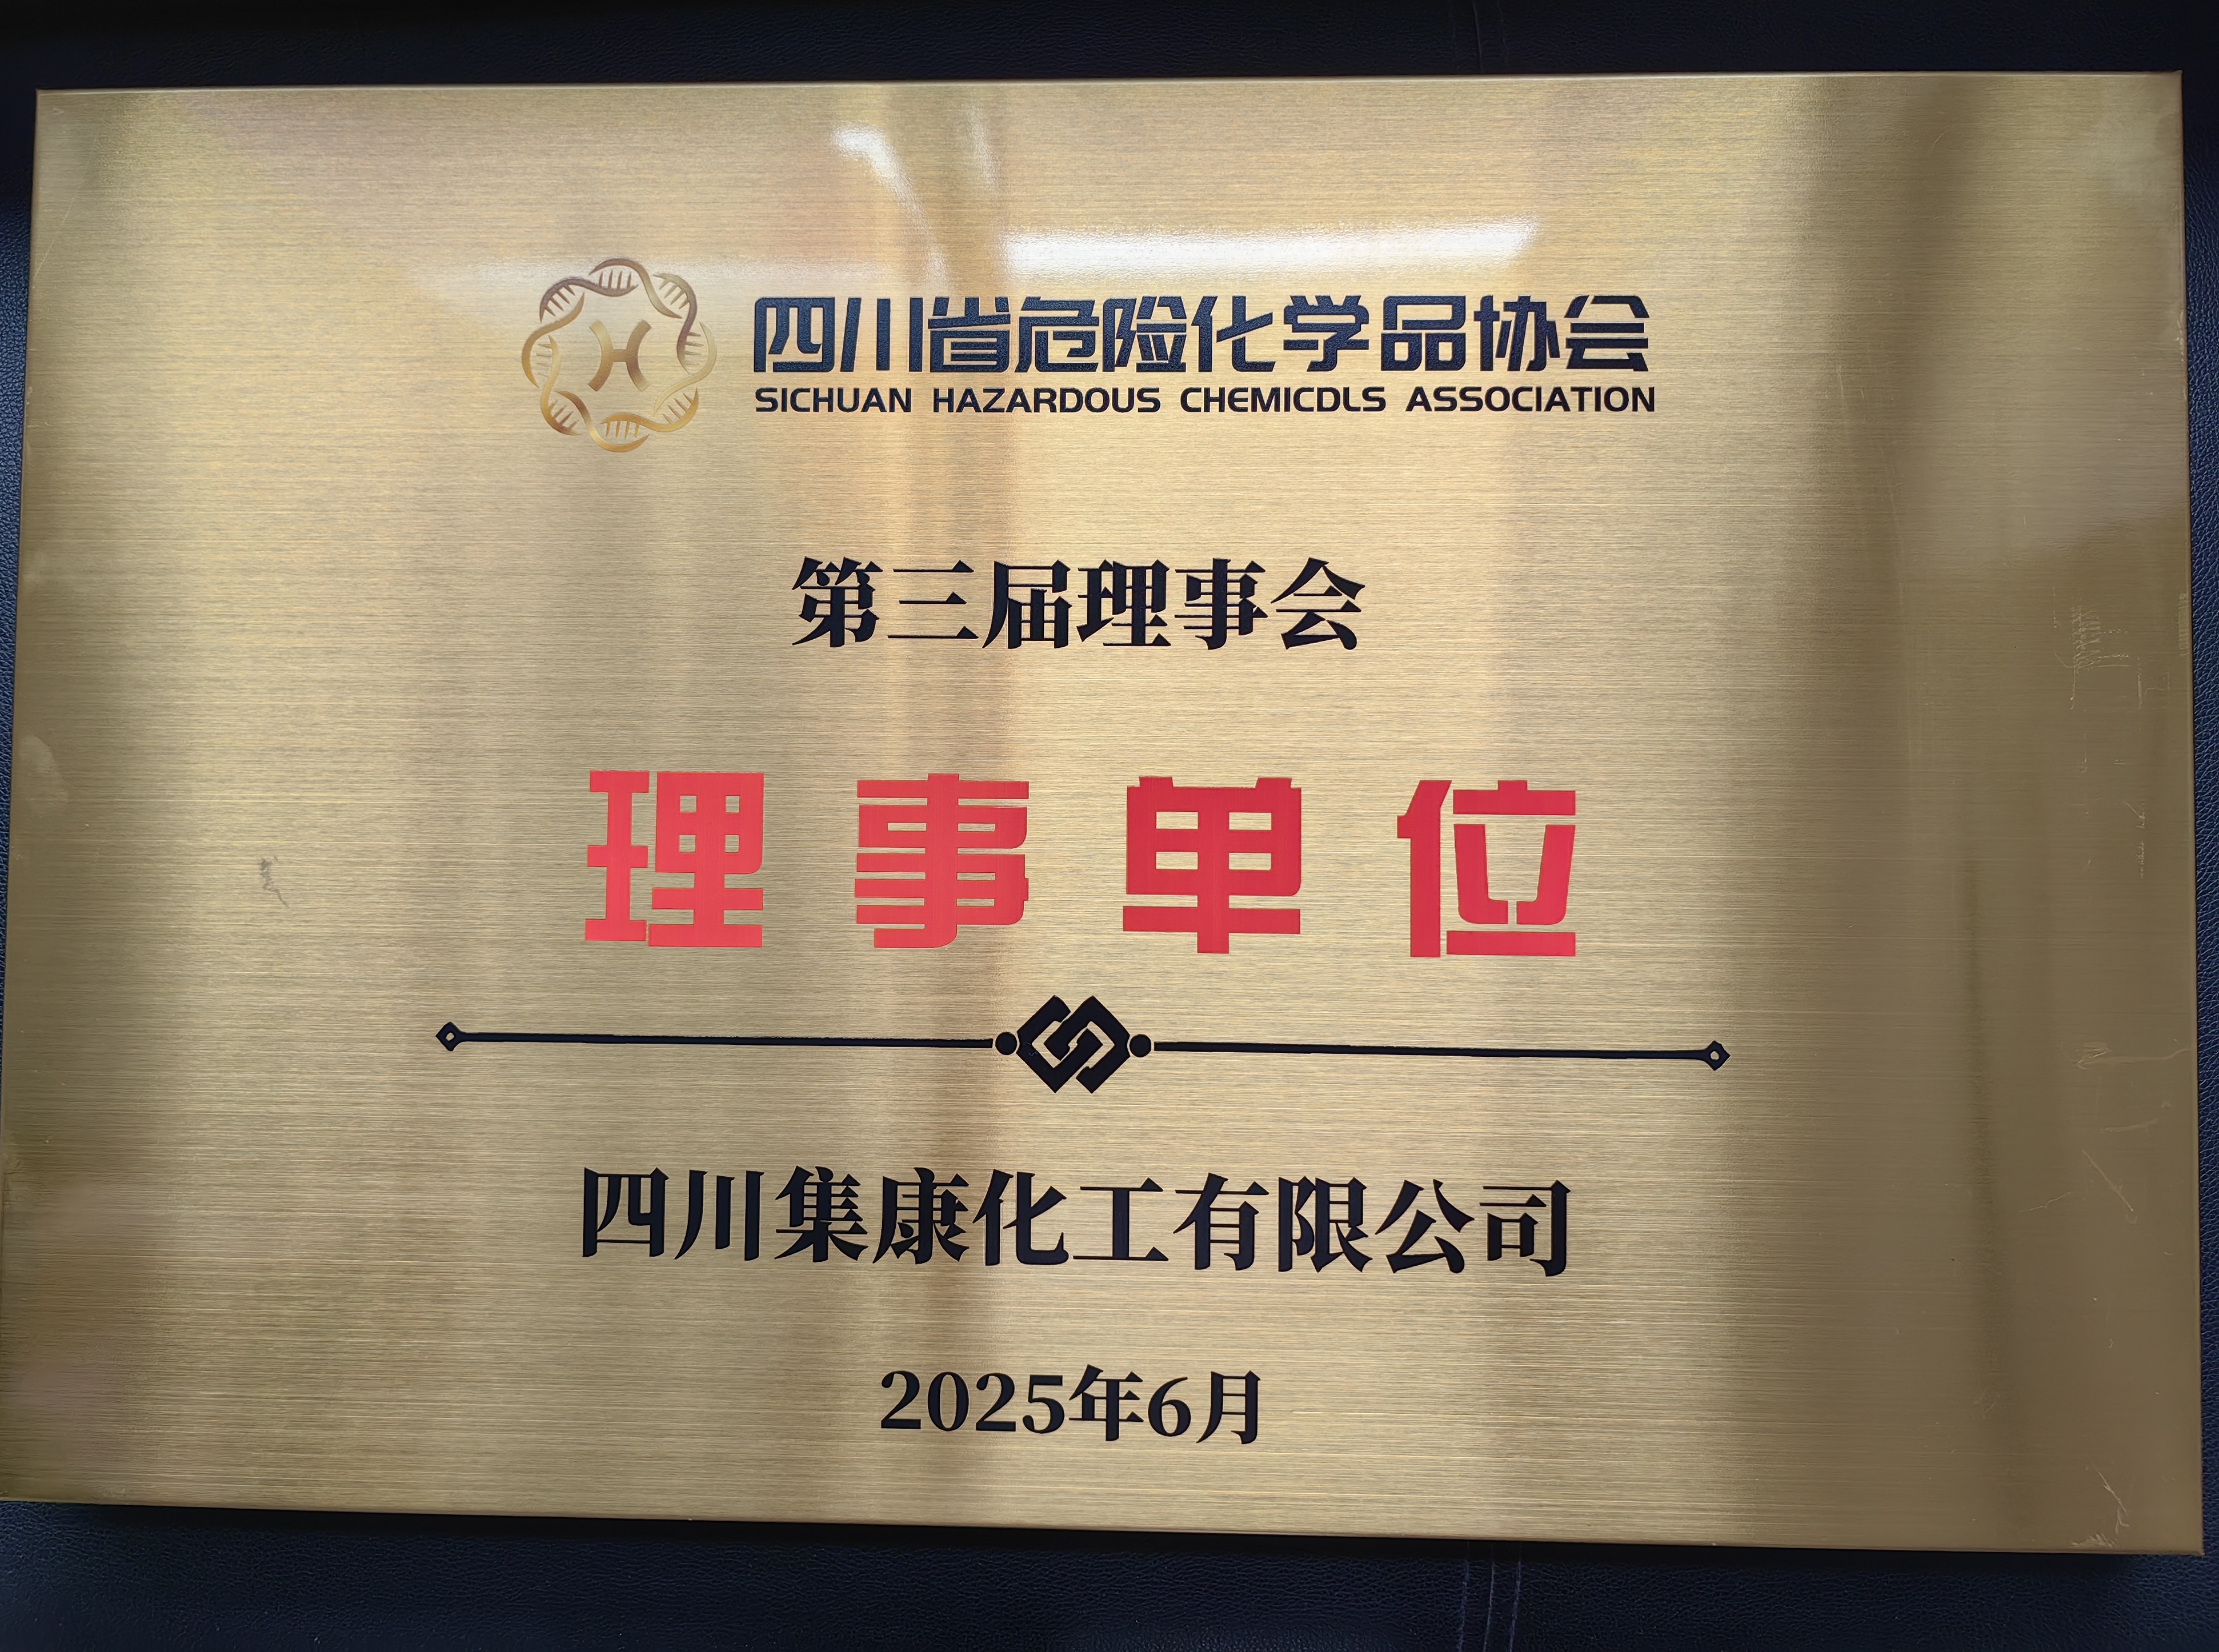 四川省危险化学品协会
SICHUAN HAZARDOUS CHEMICDLS ASSOCIATION
第三届理事会
理事单位
四川集康化工有限公司
2025年6月